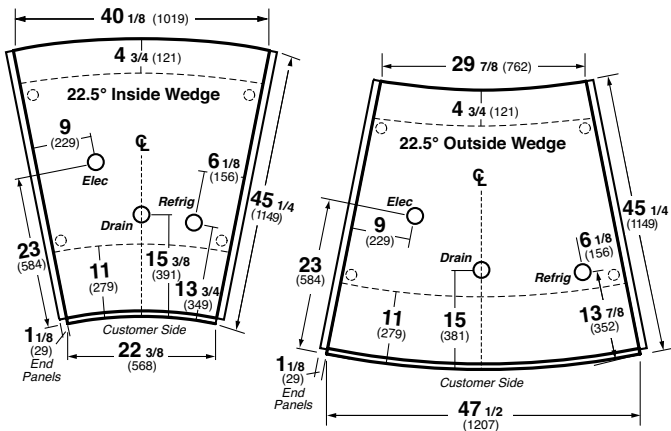 40 1/8 (1019)
4 3/4 (121)
22.5° Inside Wedge
9
(229)
Elec
℄
6 1/8
(156)
Refrig
Drain
45 1/4
(1149)
23
(584)
11
(279)
15 3/8
(391)
13 3/4
(349)
Customer Side
1 1/8
(29)
End
Panels
22 3/8
(568)
29 7/8 (762)
4 3/4 (121)
22.5° Outside Wedge
℄
Elec
9
(229)
Drain
6 1/8
(156)
Refrig
45 1/4
(1149)
23
(584)
11
(279)
15
(381)
13 7/8
(352)
Customer Side
1 1/8
(29)
End
Panels
47 1/2
(1207)